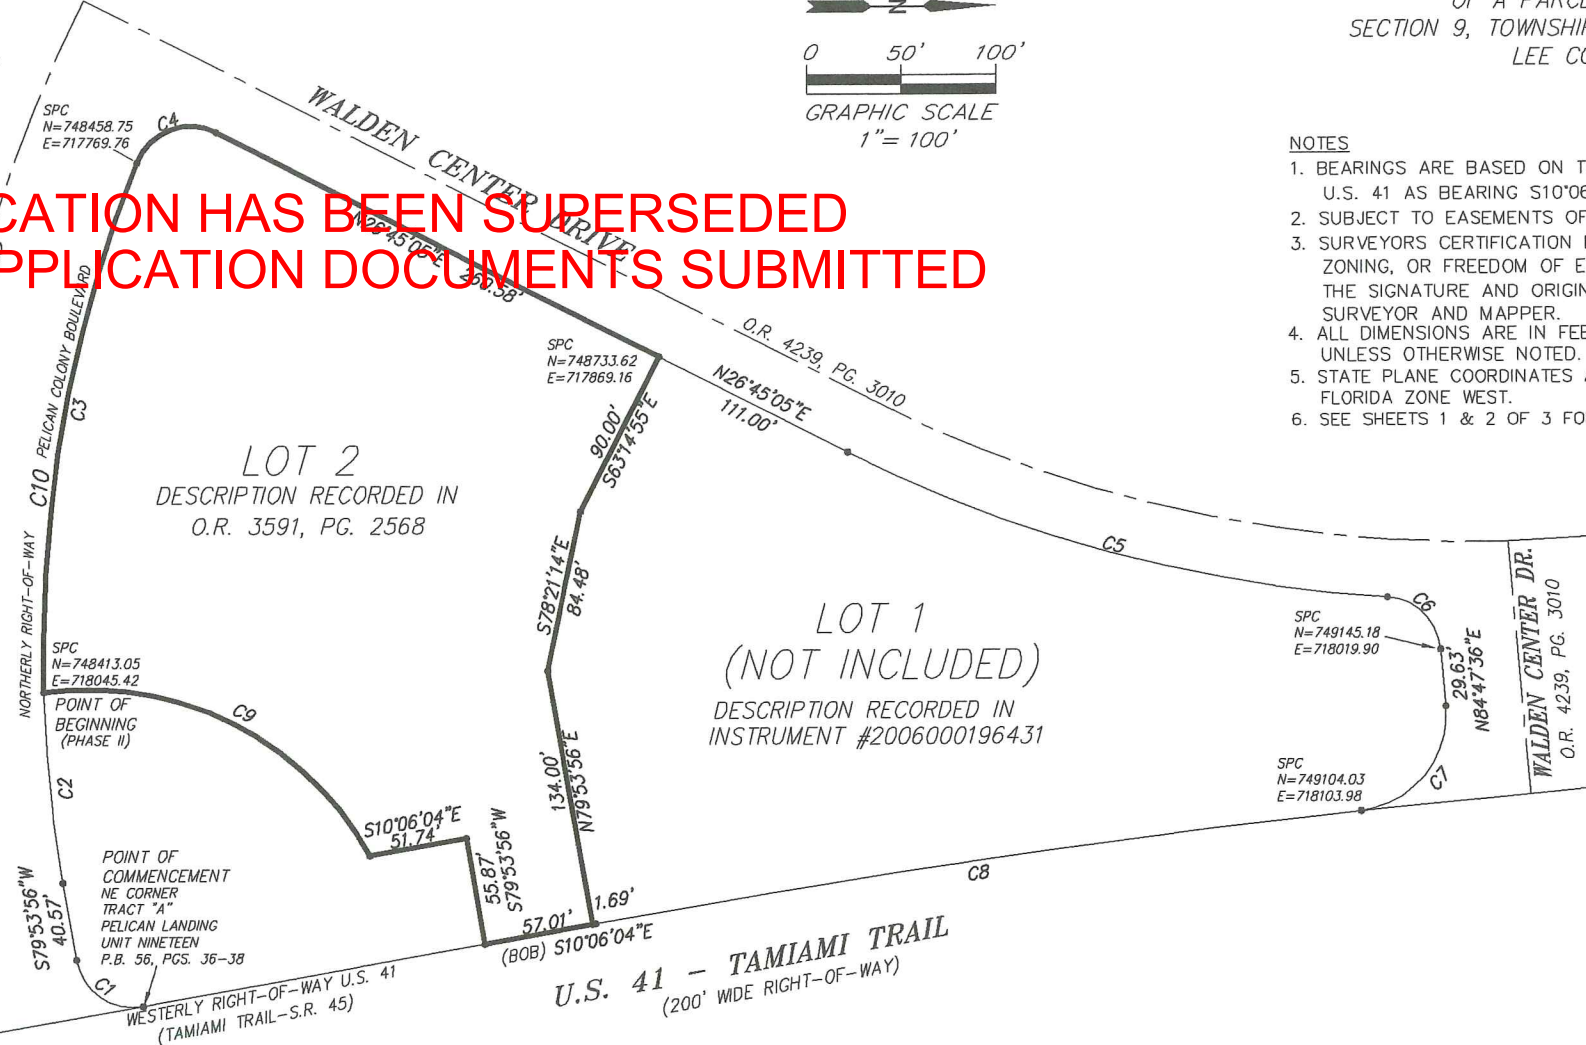 N
0 50' 100'
GRAPHIC SCALE
1"= 100'
OF A PARCE
SECTION 9, TOWNSHIP
LEE CO
NOTES
1. BEARINGS ARE BASED ON T
U.S. 41 AS BEARING S10°06
2. SUBJECT TO EASEMENTS OF
3. SURVEYORS CERTIFICATION
ZONING, OR FREEDOM OF E
THE SIGNATURE AND ORIGIN
SURVEYOR AND MAPPER.
4. ALL DIMENSIONS ARE IN FEE
UNLESS OTHERWISE NOTED.
5. STATE PLANE COORDINATES
FLORIDA ZONE WEST.
6. SEE SHEETS 1 & 2 OF 3 FO
CATION HAS BEEN SUPERSEDED
PPLICATION DOCUMENTS SUBMITTED
SPC
N=748458.75
E=717769.76
C4
WALDEN CENTER DRIVE
N26°45'05"E 260.58'
O.R. 4239, PG. 3010
N26°45'05"E
111.00'
SPC
N=748733.62
E=717869.16
90.00'
S63°14'55"E
PELICAN COLONY BOULEVARD
C3
C10
NORTHERLY RIGHT-OF-WAY
LOT 2
DESCRIPTION RECORDED IN
O.R. 3591, PG. 2568
S78°21'14"E
84.48'
C5
C6
LOT 1
(NOT INCLUDED)
DESCRIPTION RECORDED IN
INSTRUMENT #2006000196431
SPC
N=749145.18
E=718019.90
29.63'
N84°47'36"E
WALDEN CENTER DR.
O.R. 4239, PG. 3010
SPC
N=748413.05
E=718045.42
POINT OF
BEGINNING
(PHASE II)
C9
C2
134.00'
N79°53'56"E
SPC
N=749104.03
E=718103.98
C7
C8
S10°06'04"E
51.74'
55.87'
S79°53'56"W
57.01'
1.69'
(BOB) S10°06'04"E
POINT OF
COMMENCEMENT
NE CORNER
TRACT "A"
PELICAN LANDING
UNIT NINETEEN
P.B. 56, PGS. 36-38
S79°53'56"W
40.57'
C1
WESTERLY RIGHT-OF-WAY U.S. 41
(TAMIAMI TRAIL-S.R. 45)
U.S. 41 - TAMIAMI TRAIL
(200' WIDE RIGHT-OF-WAY)